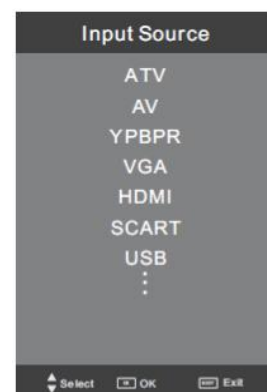 Input Source
ATV
AV
YPBPR
VGA
HDMI
SCART
USB
Select OK Exit